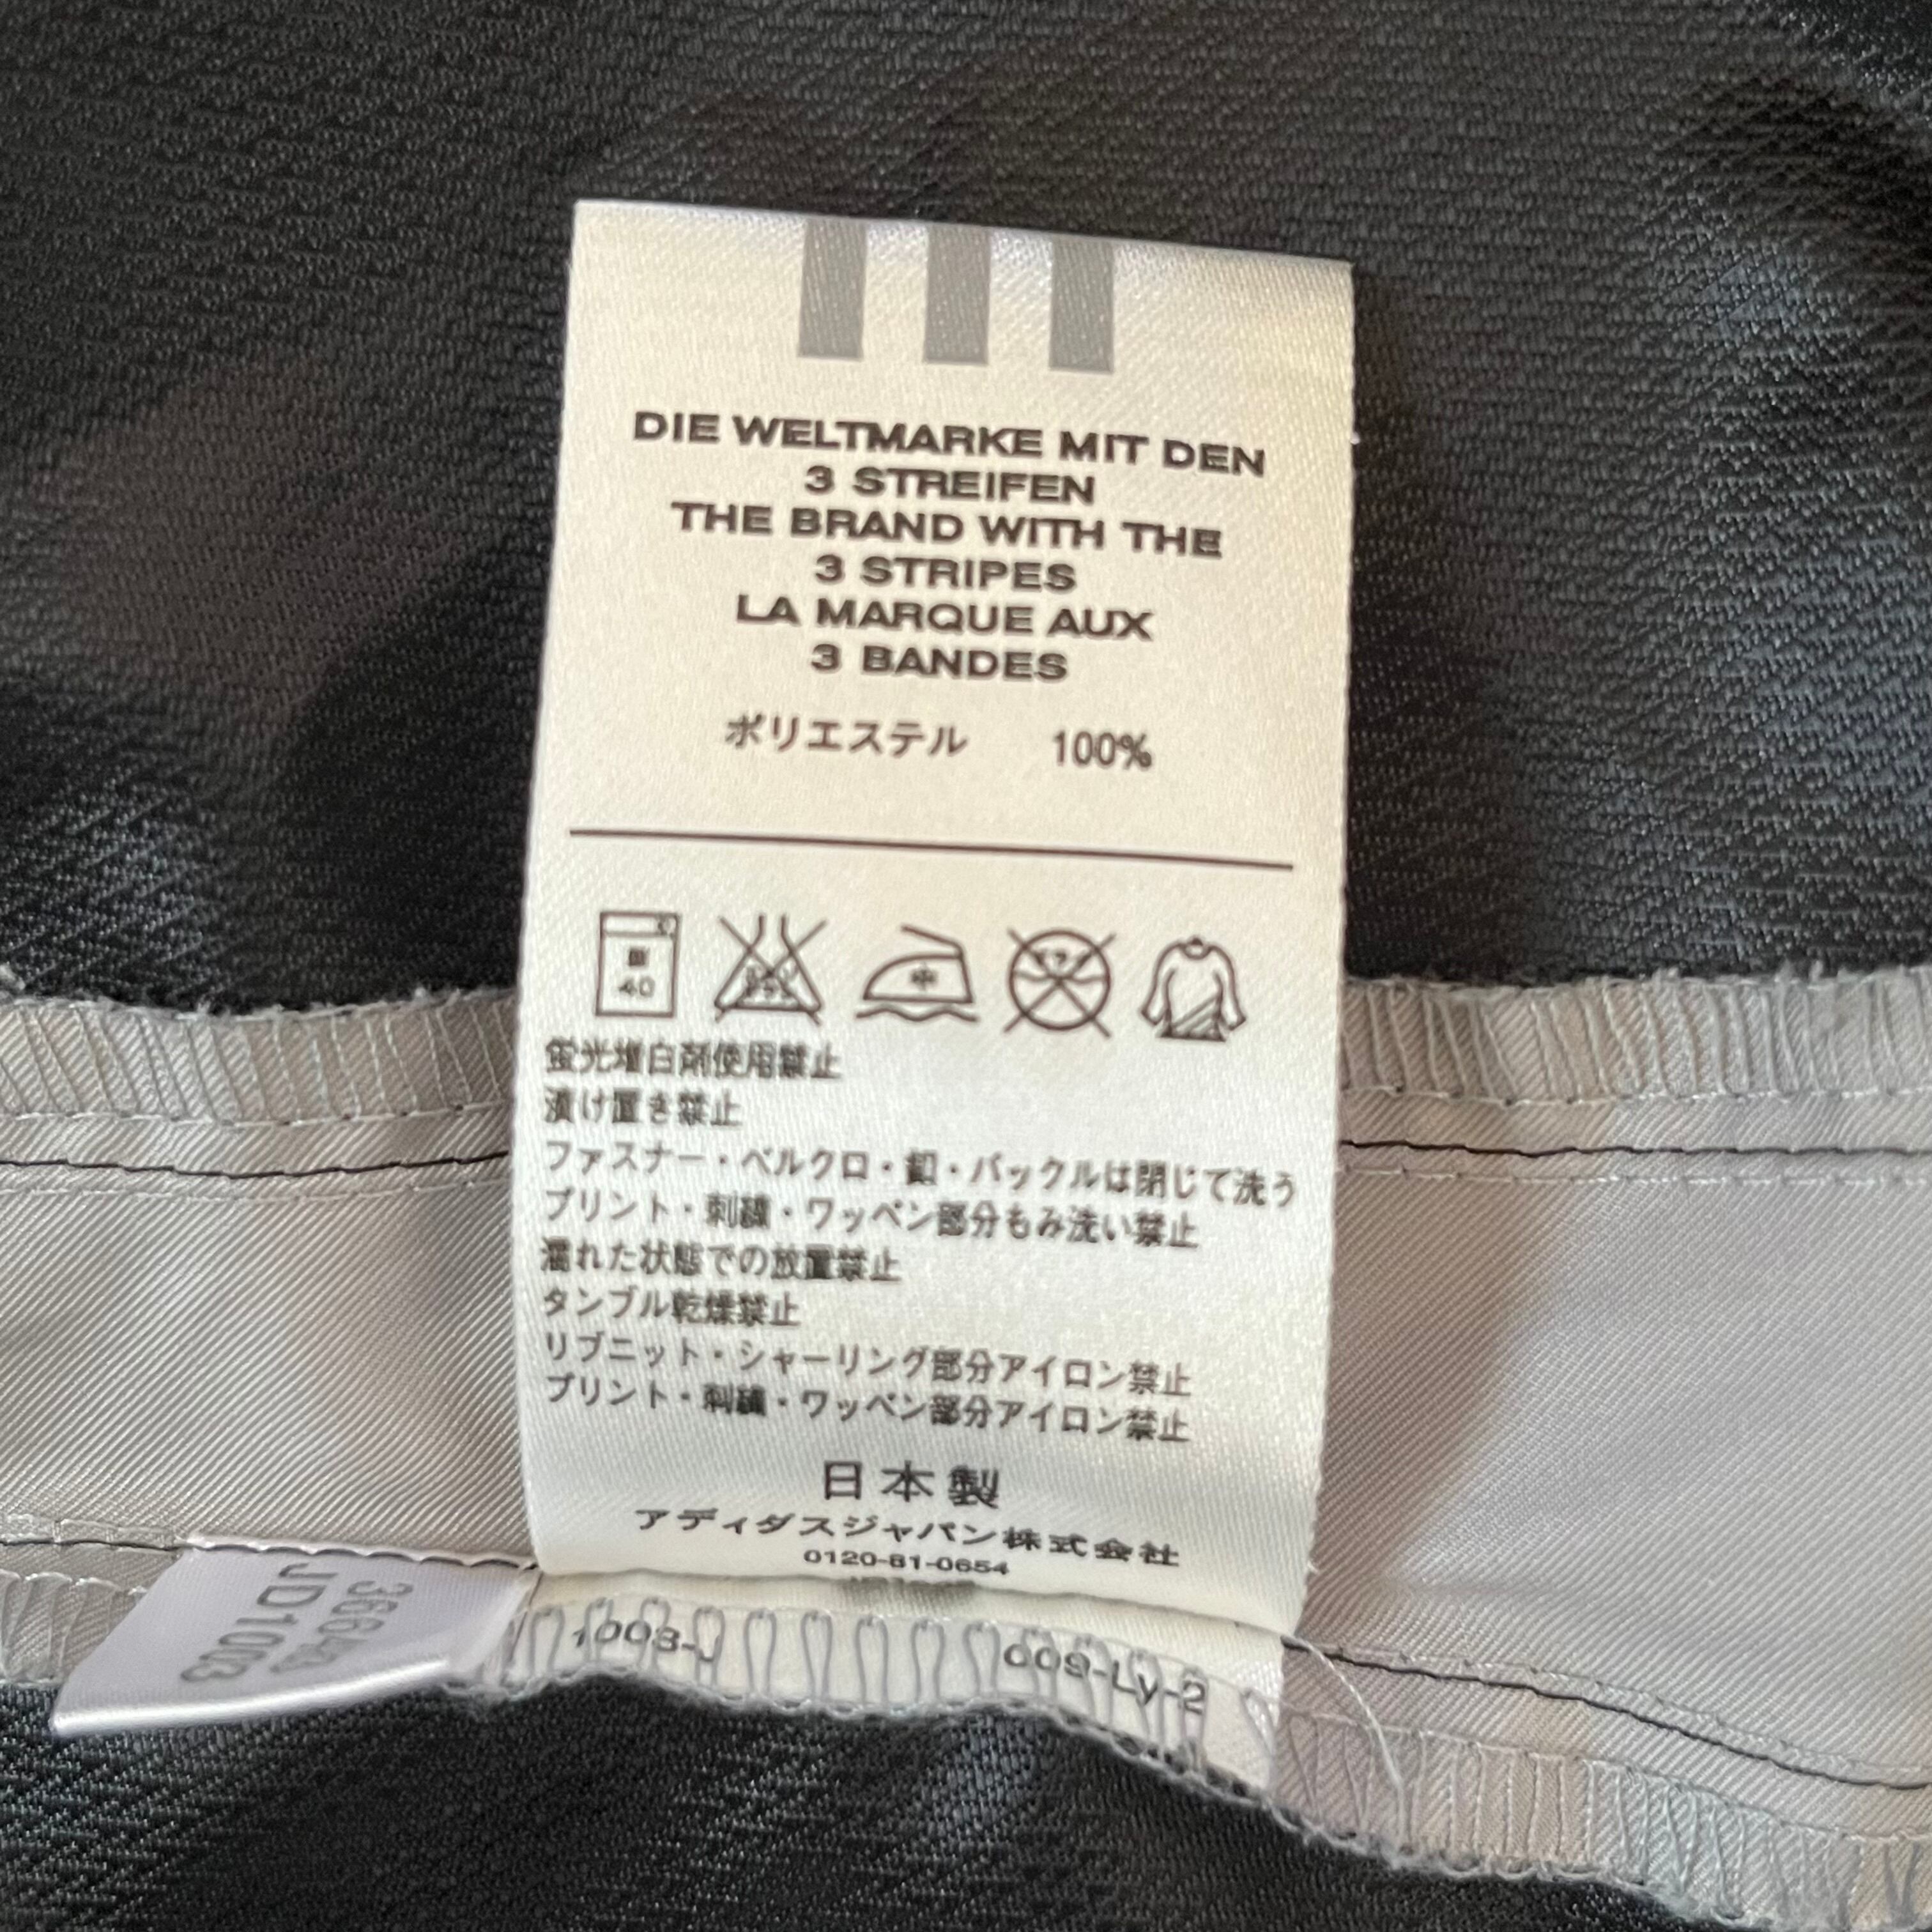 DIE WELTMARKE MIT DEN
3 STREIFEN
THE BRAND WITH THE
3 STRIPES
LA MARQUE AUX
3 BANDES
ポリエステル 100%
40
中
蛍光増白剤使用禁止
漬け置き禁止
ファスナー・ベルクロ・釦・バックルは閉じて洗う
プリント・刺繍・ワッペン部分もみ洗い禁止
濡れた状態での放置禁止
タンブル乾燥禁止
リブニット・シャーリング部分アイロン禁止
プリント・刺繍・ワッペン部分アイロン禁止
日本製
アディダスジャパン株式会社
0120-81-0654
1003-J 009-Ly-2
366423
JD1003